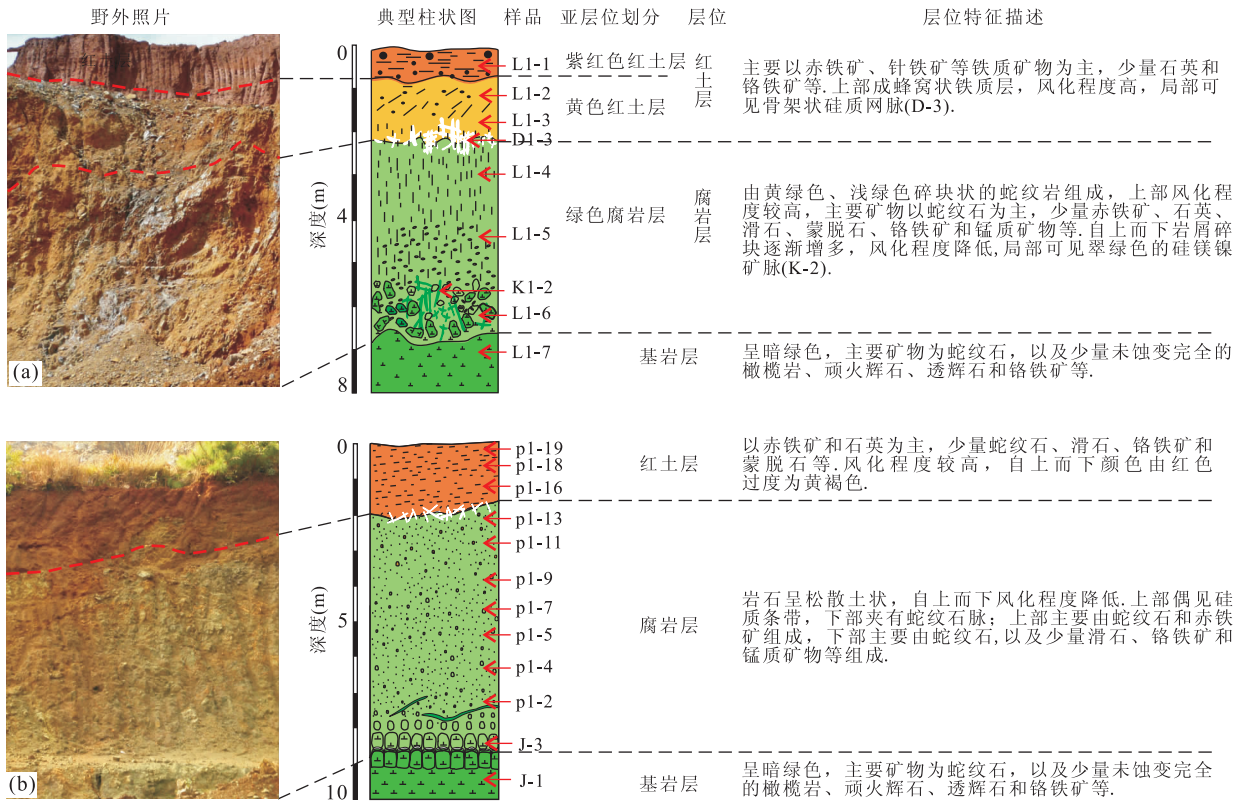 野外照片 典型柱状图 样品 亚层位划分 层位 层位特征描述
0
深度(m)
4
8
(a)
L1-1
L1-2
L1-3
D1-3
L1-4
L1-5
K1-2
L1-6
L1-7
紫红色红土层
黄色红土层
绿色腐岩层
红土层
腐岩层
基岩层
主要以赤铁矿、针铁矿等铁质矿物为主，少量石英和
铬铁矿等.上部成蜂窝状铁质层，风化程度高，局部可
见骨架状硅质网脉(D-3).
由黄绿色、浅绿色碎块状的蛇纹岩组成，上部风化程
度较高，主要矿物以蛇纹石为主，少量赤铁矿、石英、
滑石、蒙脱石、铬铁矿和锰质矿物等.自上而下岩屑碎
块逐渐增多，风化程度降低,局部可见翠绿色的硅镁镍
矿脉(K-2).
呈暗绿色，主要矿物为蛇纹石，以及少量未蚀变完全的
橄榄岩、顽火辉石、透辉石和铬铁矿等.
0
深度(m)
5
10
(b)
p1-19
p1-18
p1-16
p1-13
p1-11
p1-9
p1-7
p1-5
p1-4
p1-2
J-3
J-1
红土层
腐岩层
基岩层
以赤铁矿和石英为主，少量蛇纹石、滑石、铬铁矿和
蒙脱石等.风化程度较高，自上而下颜色由红色
过度为黄褐色.
岩石呈松散土状，自上而下风化程度降低.上部偶见硅
质条带，下部夹有蛇纹石脉；上部主要由蛇纹石和赤铁
矿组成，下部主要由蛇纹石,以及少量滑石、铬铁矿和
锰质矿物等组成.
呈暗绿色，主要矿物为蛇纹石，以及少量未蚀变完全
的橄榄岩、顽火辉石、透辉石和铬铁矿等.